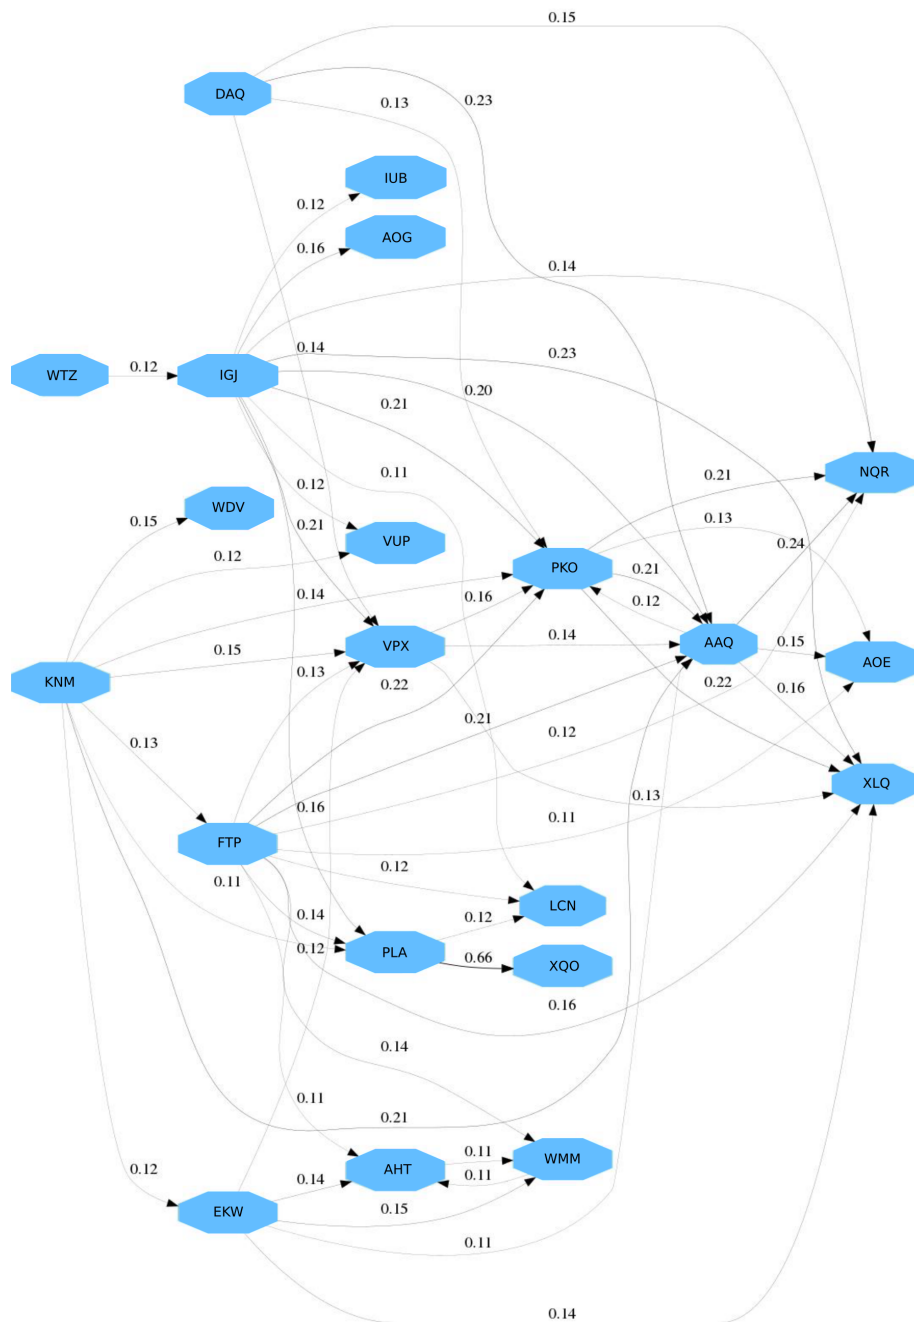 0.15
DAQ
0.13
0.23
IUB
0.12
AOG
0.16
0.14
0.14
0.23
WTZ
0.12
IGJ
0.20
0.21
0.11
NQR
0.21
0.12
WDV
0.15
0.21
0.13
VUP
0.24
0.12
PKO
0.21
0.14
0.16
0.12
0.14
0.15
AAQ
VPX
0.15
AOE
KNM
0.13
0.22
0.22
0.16
0.21
0.13
0.12
XLQ
0.13
0.16
0.11
FTP
0.12
0.11
LCN
0.14
0.12
0.12
PLA
0.66
XQO
0.16
0.14
0.11
0.21
0.11
WMM
0.12
AHT
0.11
0.14
EKW
0.15
0.11
0.14